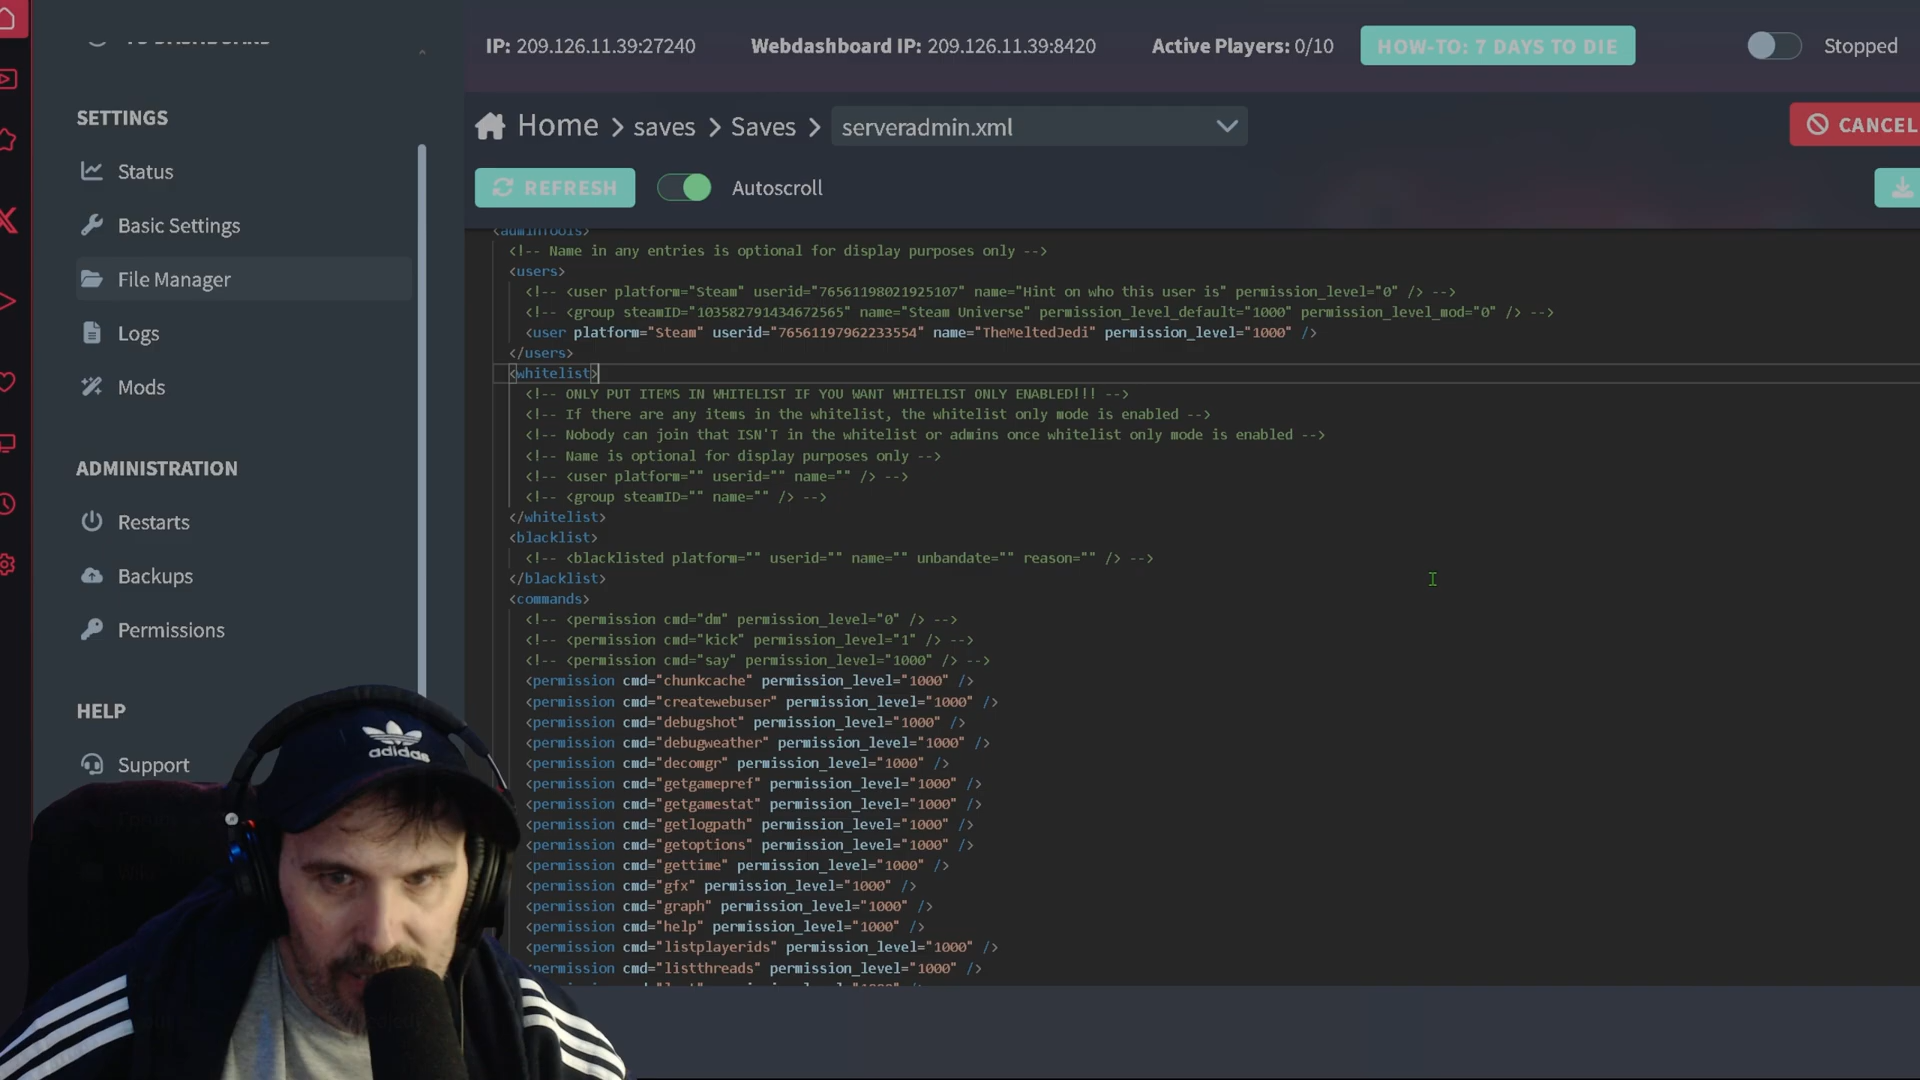 IP: 209.126.11.39:27240
Webdashboard IP: 209.126.11.39:8420
Active Players: 0/10
HOW-TO: 7 DAYS TO DIE
Stopped
SETTINGS
Status
Basic Settings
File Manager
Logs
Mods
ADMINISTRATION
Restarts
Backups
Permissions
HELP
Support
Home > saves > Saves > serveradmin.xml
CANCEL
REFRESH
Autoscroll
<adminTools>
<!-- Name in any entries is optional for display purposes only -->
<users>
<!-- <user platform="Steam" userid="76561198021925107" name="Hint on who this user is" permission_level="0" /> -->
<!-- <group steamID="103582791434672565" name="Steam Universe" permission_level_default="1000" permission_level_mod="0" /> -->
<user platform="Steam" userid="76561197962233554" name="TheMeltedJedi" permission_level="1000" />
</users>
<whitelist>
<!-- ONLY PUT ITEMS IN WHITELIST IF YOU WANT WHITELIST ONLY ENABLED!!! -->
<!-- If there are any items in the whitelist, the whitelist only mode is enabled -->
<!-- Nobody can join that ISN'T in the whitelist or admins once whitelist only mode is enabled -->
<!-- Name is optional for display purposes only -->
<!-- <user platform="" userid="" name="" /> -->
<!-- <group steamID="" name="" /> -->
</whitelist>
<blacklist>
<!-- <blacklisted platform="" userid="" name="" unbandate="" reason="" /> -->
</blacklist>
<commands>
<!-- <permission cmd="dm" permission_level="0" /> -->
<!-- <permission cmd="kick" permission_level="1" /> -->
<!-- <permission cmd="say" permission_level="1000" /> -->
<permission cmd="chunkcache" permission_level="1000" />
<permission cmd="createwebuser" permission_level="1000" />
<permission cmd="debugshot" permission_level="1000" />
<permission cmd="debugweather" permission_level="1000" />
<permission cmd="decomgr" permission_level="1000" />
<permission cmd="getgamepref" permission_level="1000" />
<permission cmd="getgamestat" permission_level="1000" />
<permission cmd="getlogpath" permission_level="1000" />
<permission cmd="getoptions" permission_level="1000" />
<permission cmd="gettime" permission_level="1000" />
<permission cmd="gfx" permission_level="1000" />
<permission cmd="graph" permission_level="1000" />
<permission cmd="help" permission_level="1000" />
<permission cmd="listplayerids" permission_level="1000" />
permission cmd="listthreads" permission_level="1000" />
adidas